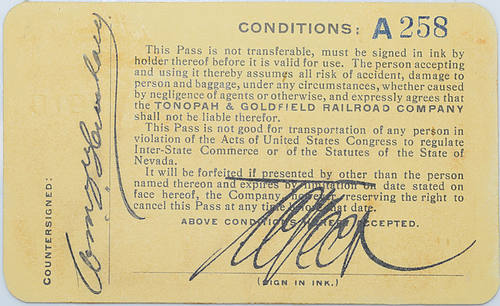 CONDITIONS: A 258
This Pass is not transferable, must be signed in ink by
holder thereof before it is valid for use. The person accepting
and using it thereby assumes all risk of accident, damage to
person and baggage, under any circumstances, whether caused
by negligence of agents or otherwise, and expressly agrees that
the TONOPAH & GOLDFIELD RAILROAD COMPANY
shall not be liable therefor.
This Pass is not good for transportation of any person in
violation of the Acts of United States Congress to regulate
Inter-State Commerce or of the Statutes of the State of
Nevada.
It will be forfeited if presented by other than the person
named thereon and expires by limitation on date stated on
face hereof, the Company however reserving the right to
cancel this Pass at any time before that date.
ABOVE CONDITIONS HEREBY ACCEPTED.
(SIGN IN INK.)
COUNTERSIGNED: